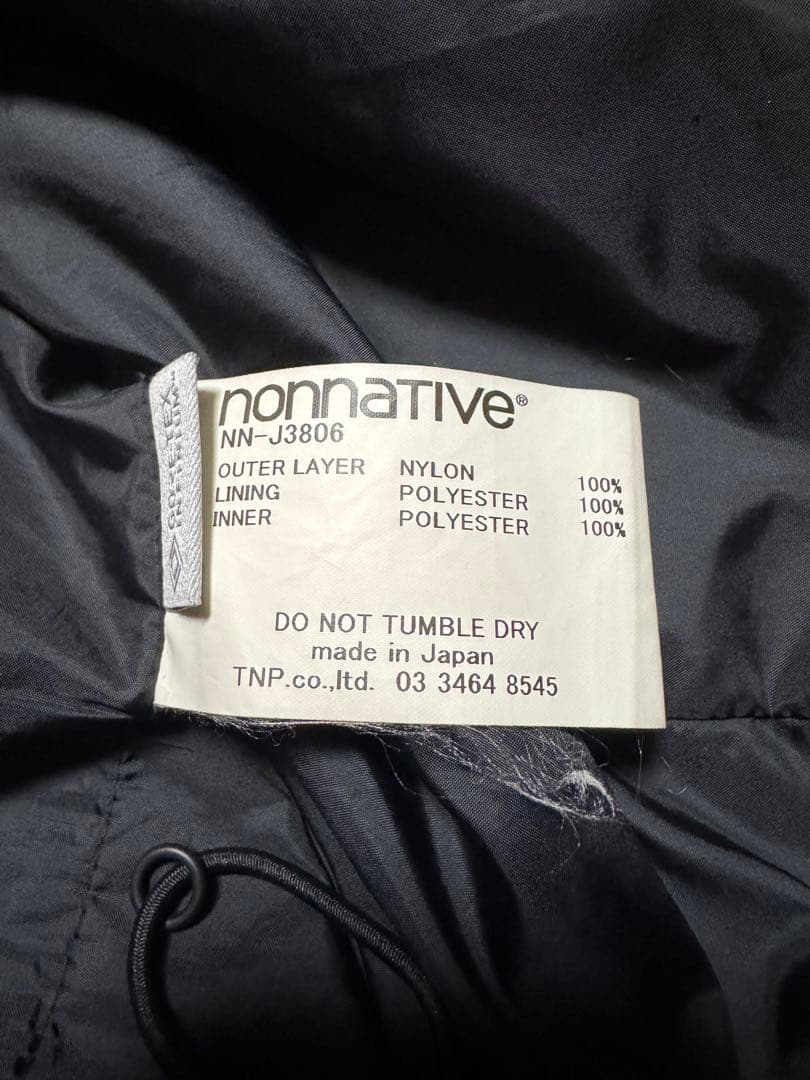 nonnative®
NN-J3806
OUTER LAYER NYLON 100%
LINING POLYESTER 100%
INNER POLYESTER 100%
DO NOT TUMBLE DRY
made in Japan
TNP.co.,ltd. 03 3464 8545